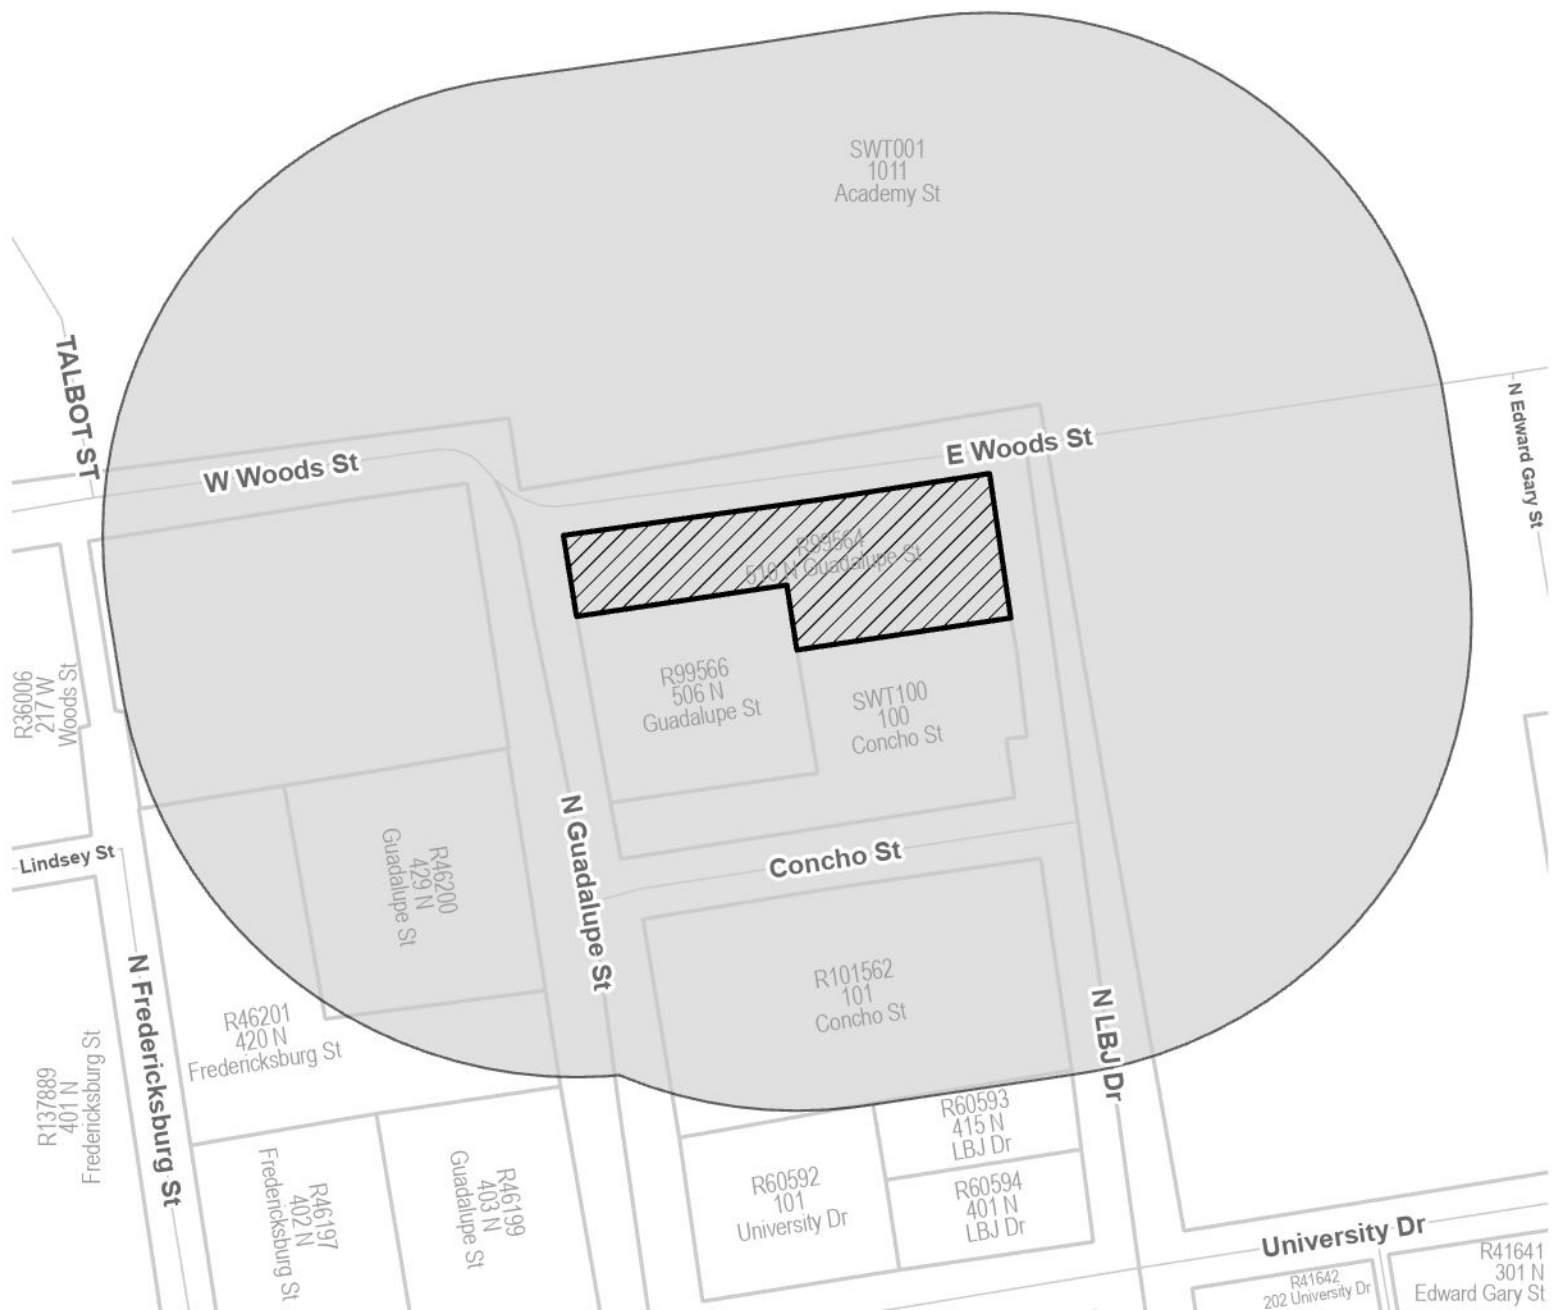 SWT001
1011
Academy St
TALBOT ST
W Woods St
E Woods St
N Edward Gary St
R99564
510 N Guadalupe St
R36006
217 W
Woods St
R99566
506 N
Guadalupe St
SWT100
100
Concho St
Lindsey St
R46200
429 N
Guadalupe St
N Guadalupe St
Concho St
R101562
101
Concho St
N LBJ Dr
N Fredericksburg St
R46201
420 N
Fredericksburg St
R137889
401 N
Fredericksburg St
R60593
415 N
LBJ Dr
R46197
402 N
Fredericksburg St
R46199
403 N
Guadalupe St
R60592
101
University Dr
R60594
401 N
LBJ Dr
University Dr
R41642
202 University Dr
R41641
301 N
Edward Gary St